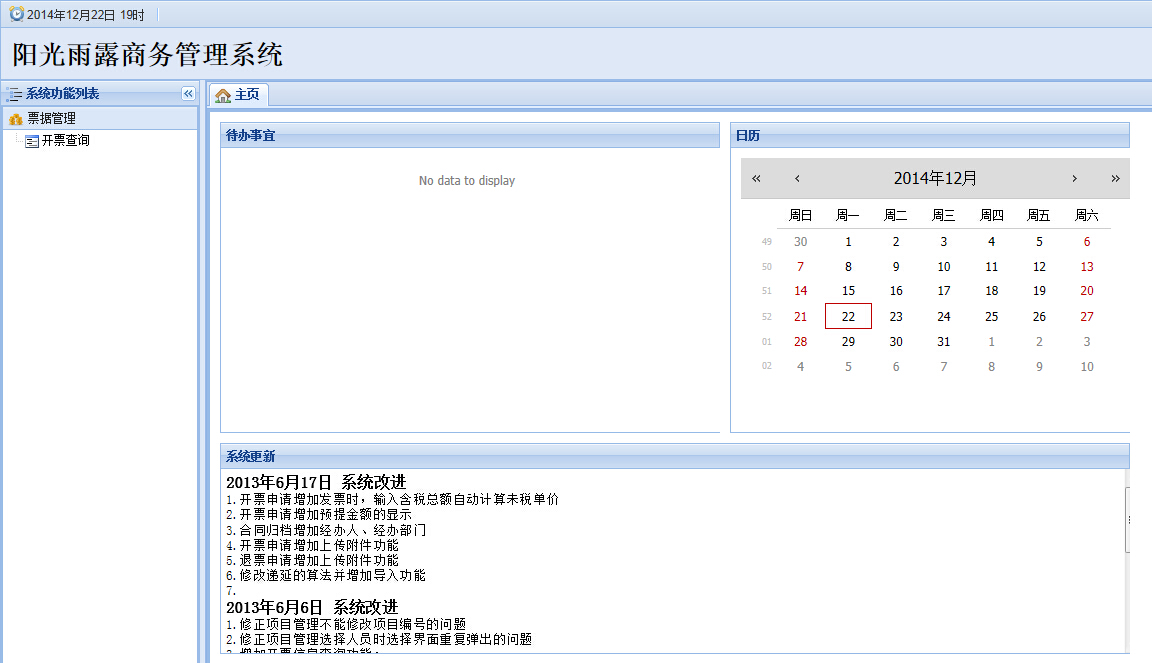 2014年12月22日 19时
阳光雨露商务管理系统
系统功能列表
票据管理
开票查询
主页
待办事宜
No data to display
日历
« ‹ 2014年12月 › »
周日 周一 周二 周三 周四 周五 周六
49 30 1 2 3 4 5 6
50 7 8 9 10 11 12 13
51 14 15 16 17 18 19 20
52 21 22 23 24 25 26 27
01 28 29 30 31 1 2 3
02 4 5 6 7 8 9 10
系统更新
2013年6月17日 系统改进
1. 开票申请增加发票时，输入含税总额自动计算未税单价
2. 开票申请增加预提金额的显示
3. 合同归档增加经办人、经办部门
4. 开票申请增加上传附件功能
5. 退票申请增加上传附件功能
6. 修改递延的算法并增加导入功能
7.
2013年6月6日 系统改进
1. 修正项目管理不能修改项目编号的问题
2. 修正项目管理选择人员时选择界面重复弹出的问题
3. 增加开票信息查询功能；